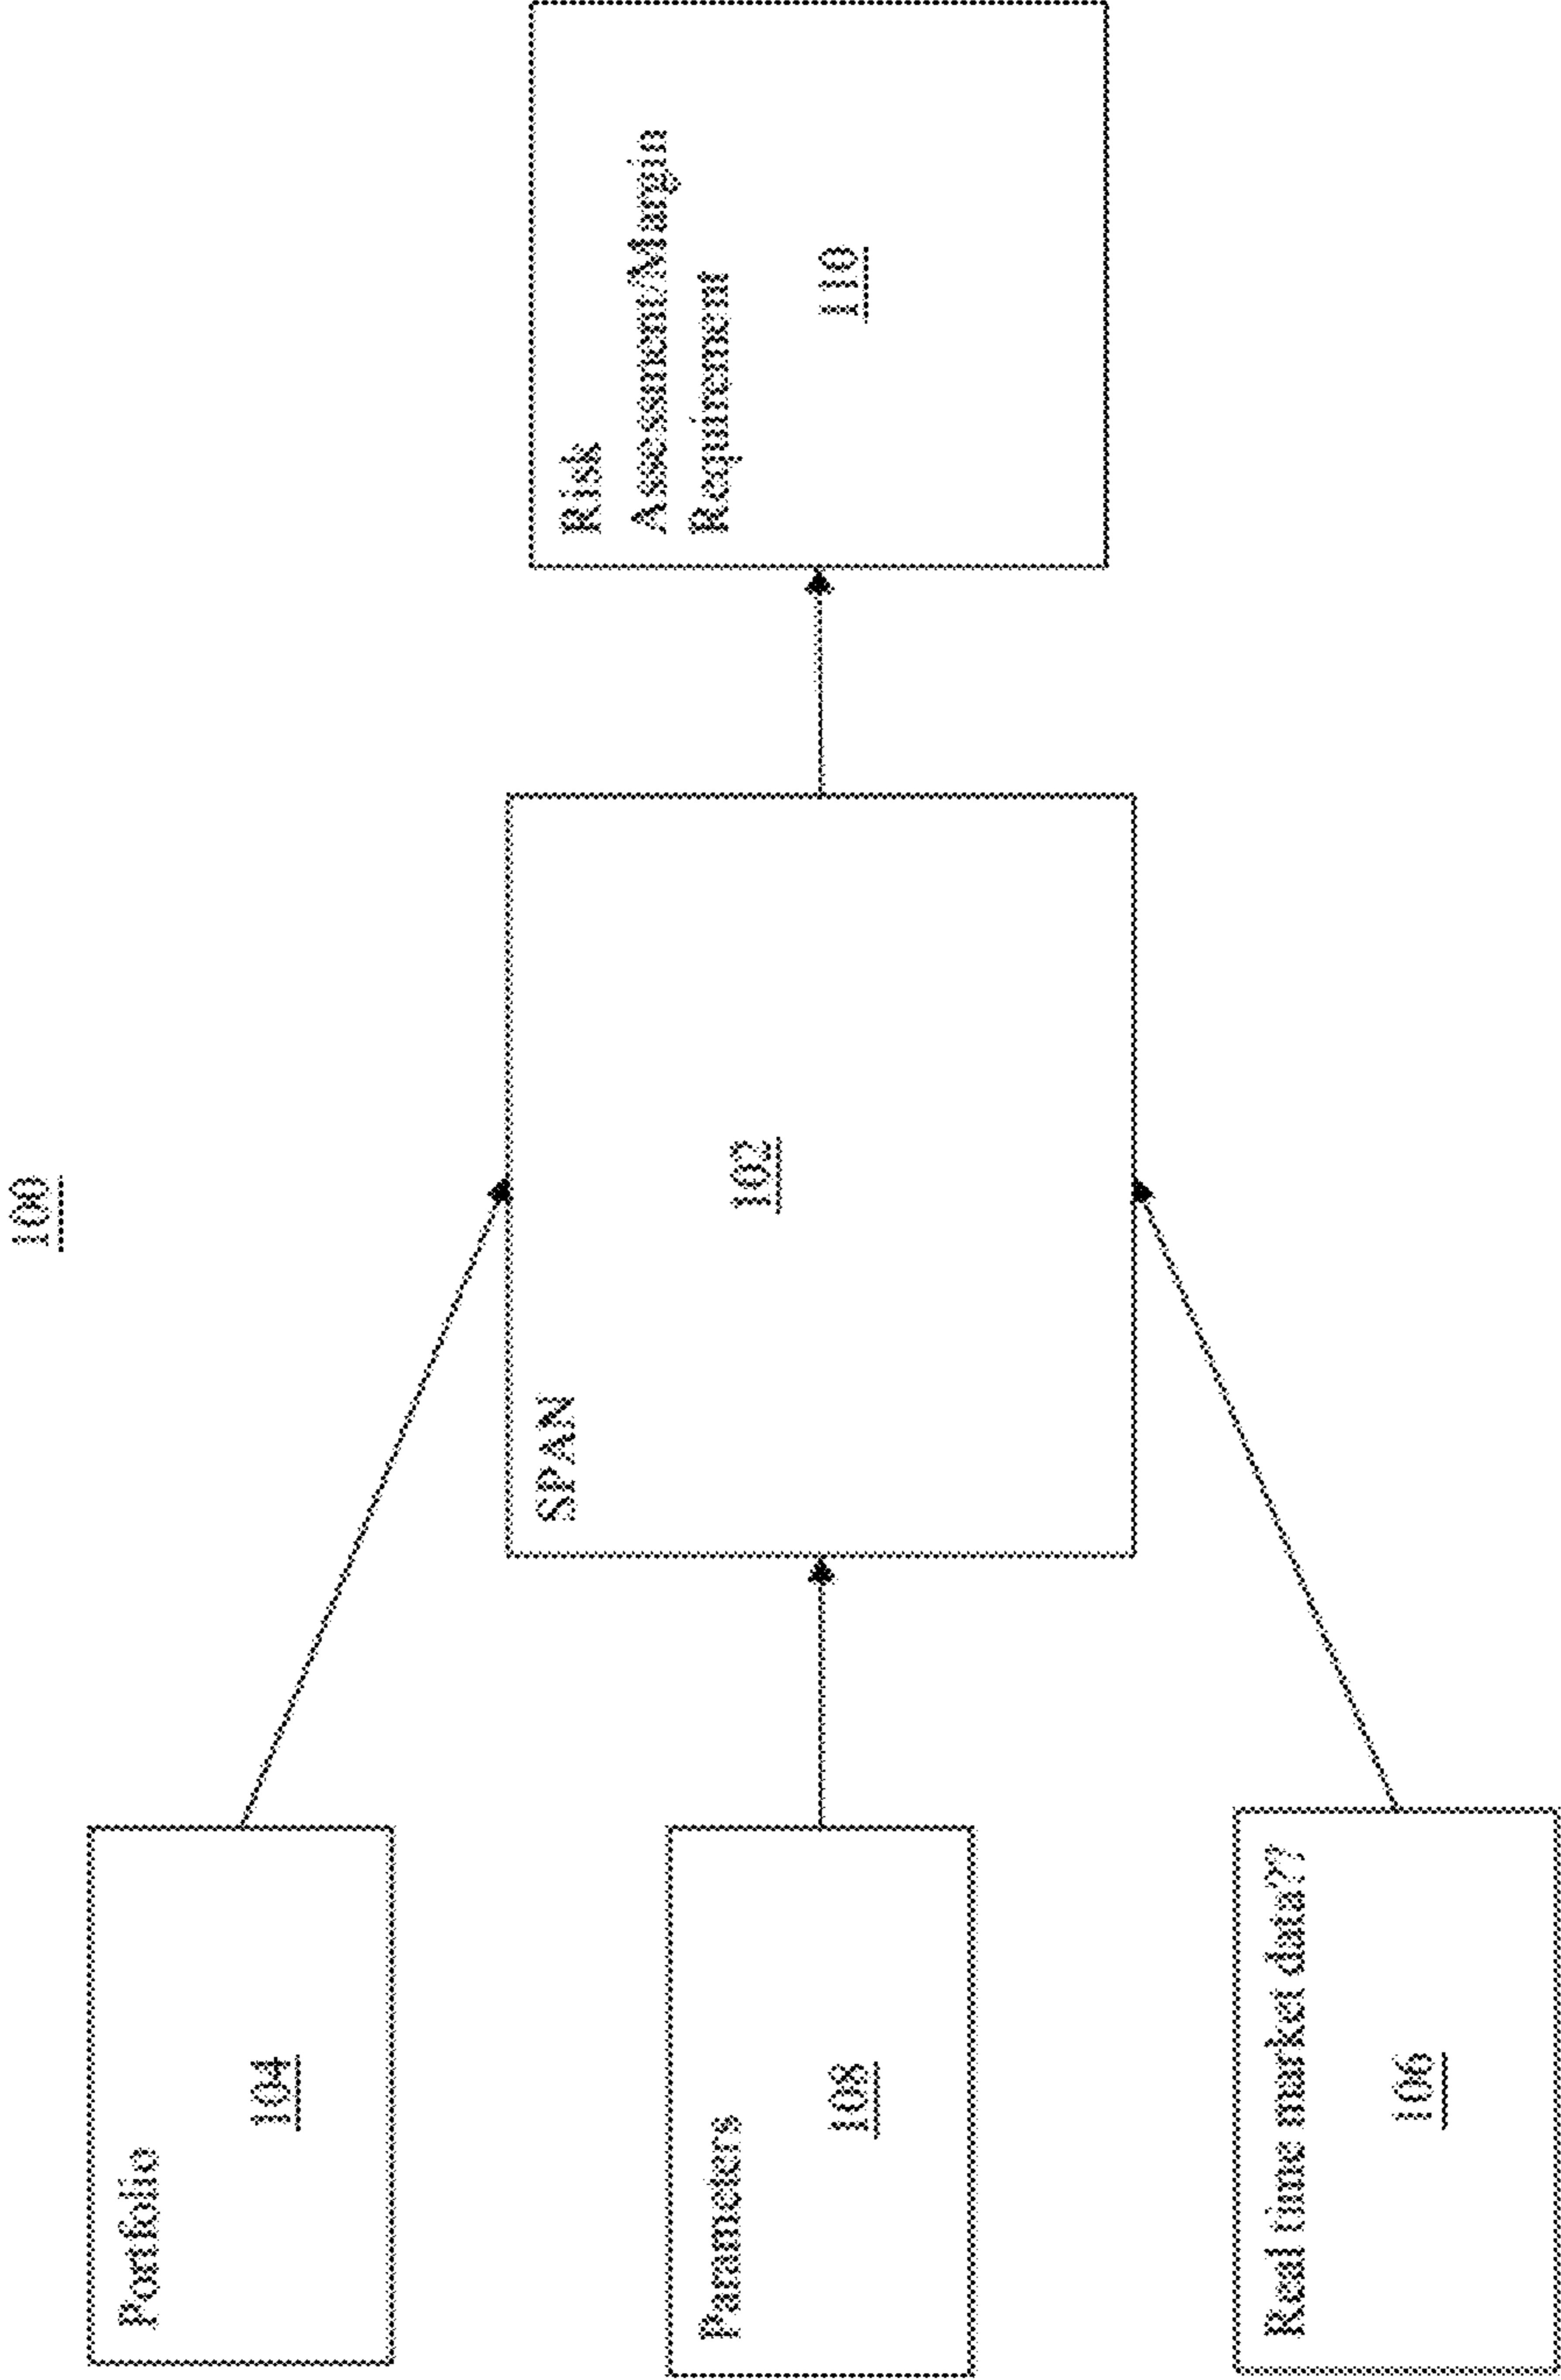 100
Portfolio
104
Parameters
108
Real time market data??
106
SPAN
102
Risk
Assessment/Margin
Requirement
110